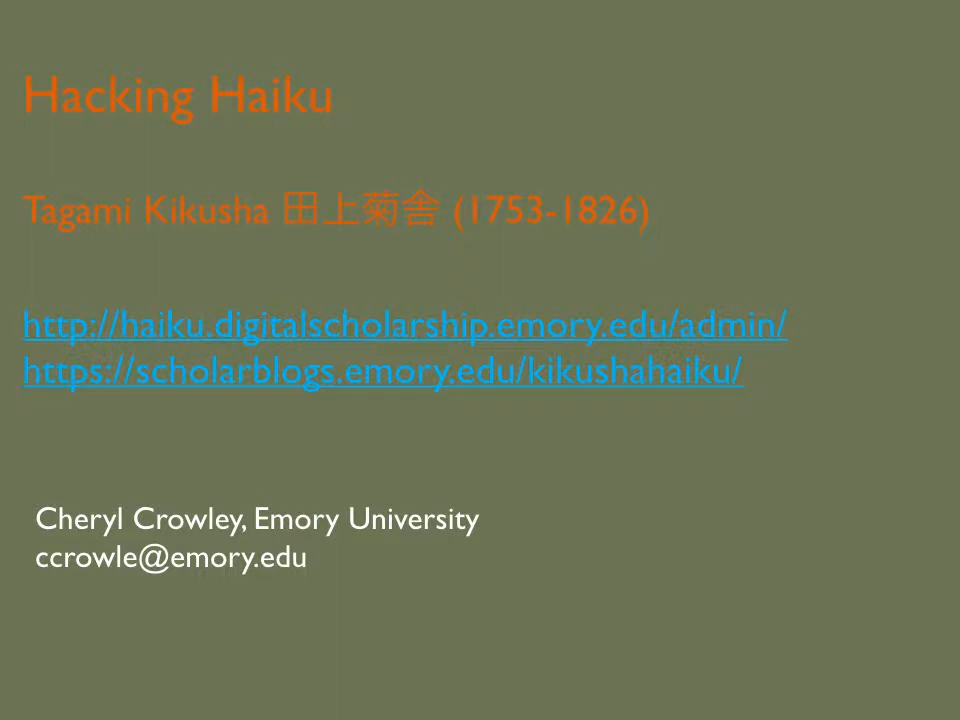 Hacking Haiku
Tagami Kikusha 田上菊舎 (1753-1826)
http://haiku.digitalscholarship.emory.edu/admin/
https://scholarblogs.emory.edu/kikushahaiku/
Cheryl Crowley, Emory University
ccrowle@emory.edu